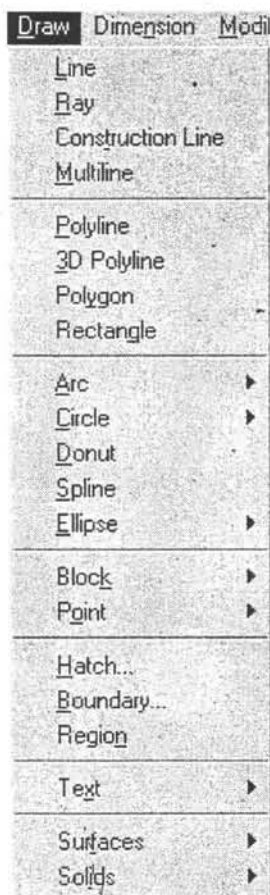 Draw Dimension Modi
Line
Ray
Construction Line
Multiline
Polyline
3D Polyline
Polygon
Rectangle
Arc
Circle
Donut
Spline
Ellipse
Block
Point
Hatch...
Boundary...
Region
Text
Surfaces
Solids